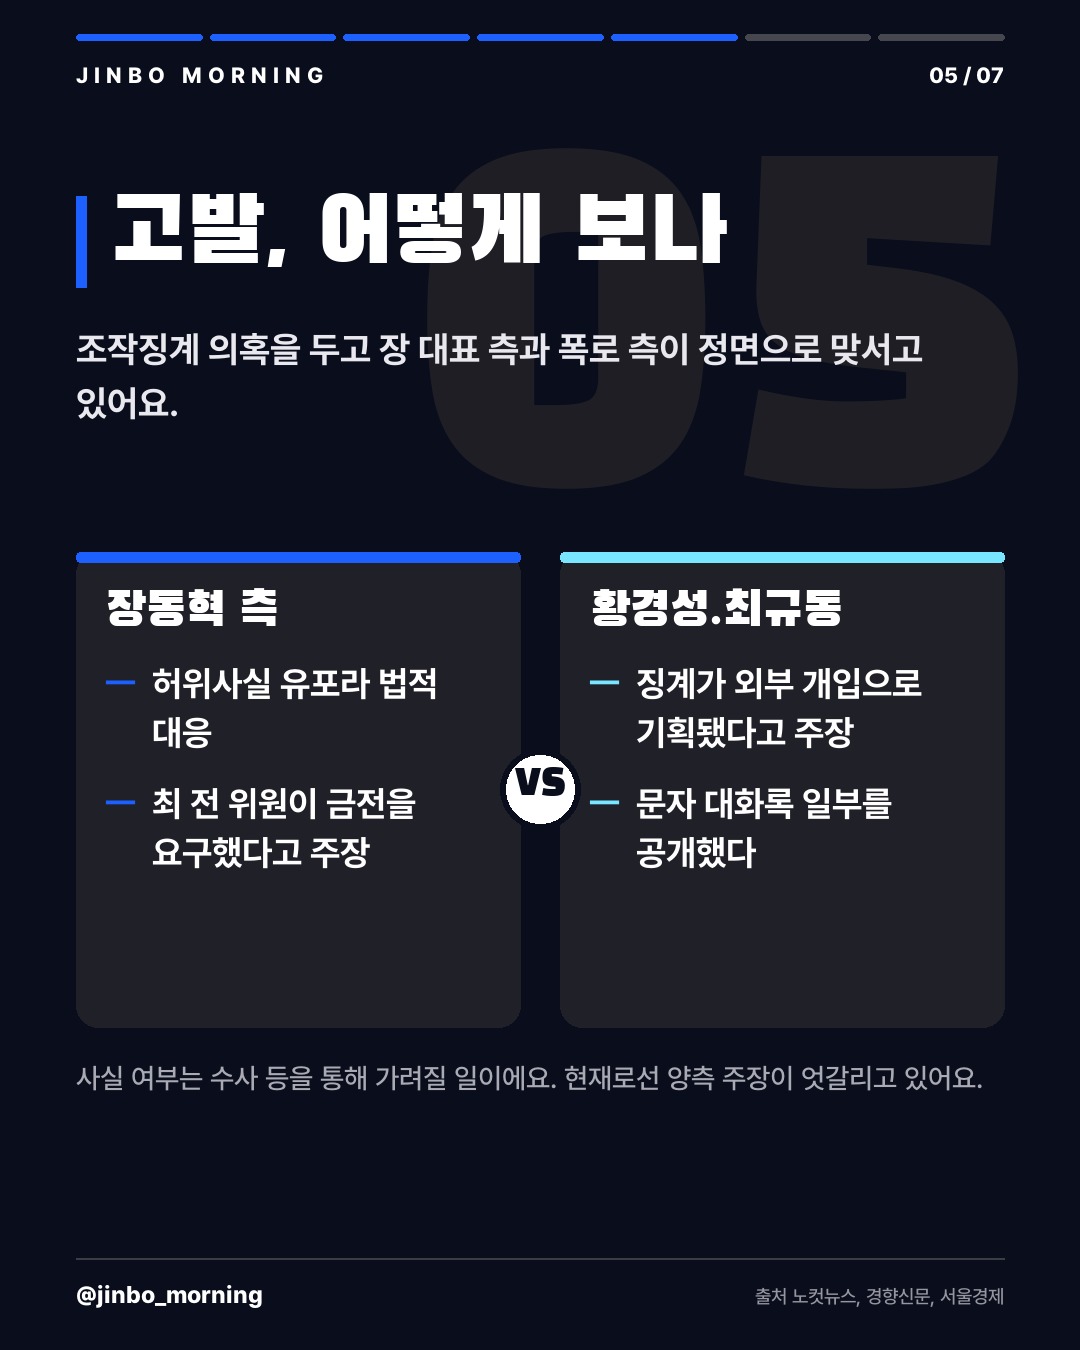 JINBO MORNING
05 / 07
05
고발, 어떻게 보나
조작징계 의혹을 두고 장 대표 측과 폭로 측이 정면으로 맞서고
있어요.
장동혁 측
— 허위사실 유포라 법적
대응
— 최 전 위원이 금전을
요구했다고 주장
VS
황경성.최규동
— 징계가 외부 개입으로
기획됐다고 주장
— 문자 대화록 일부를
공개했다
사실 여부는 수사 등을 통해 가려질 일이에요. 현재로선 양측 주장이 엇갈리고 있어요.
@jinbo_morning
출처 노컷뉴스, 경향신문, 서울경제